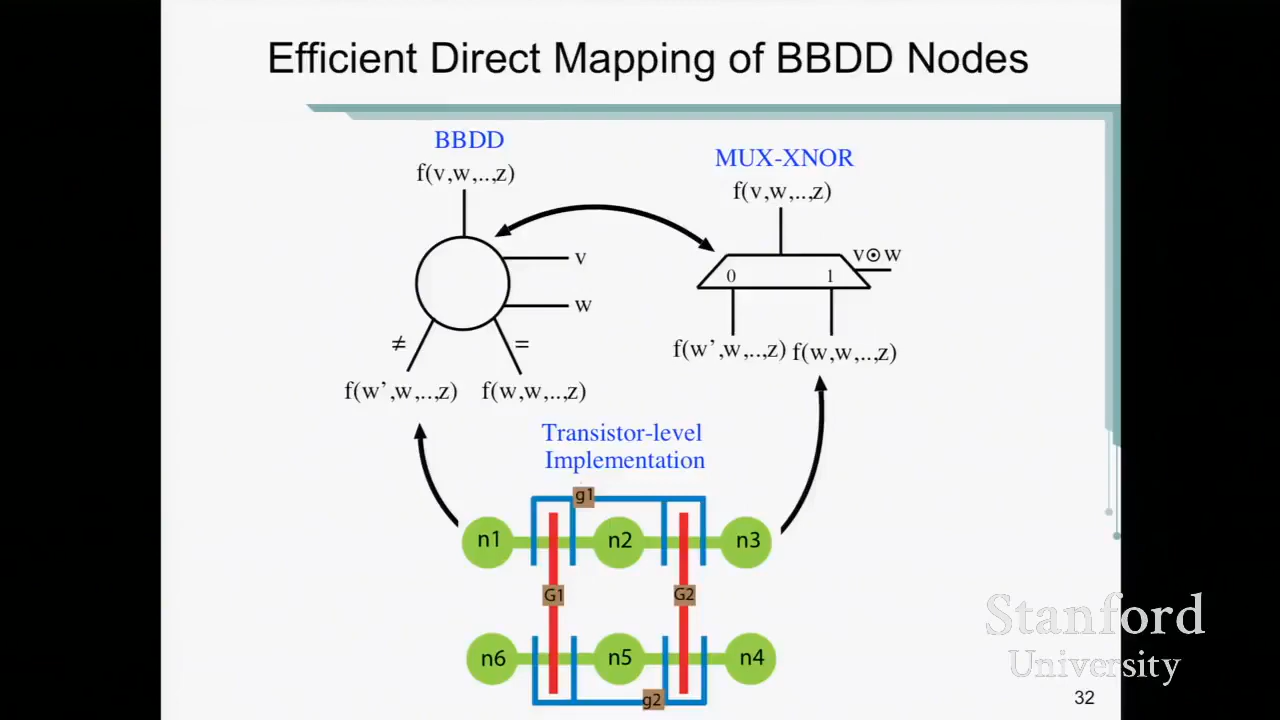 Efficient Direct Mapping of BBDD Nodes
BBDD
f(v,w,..,z)
v
w
≠
=
f(w’,w,..,z)
f(w,w,..,z)
MUX-XNOR
f(v,w,..,z)
v⊙w
0
1
f(w’,w,..,z)
f(w,w,..,z)
Transistor-level
Implementation
g1
n1
n2
n3
G1
G2
n6
n5
n4
g2
Stanford
University
32